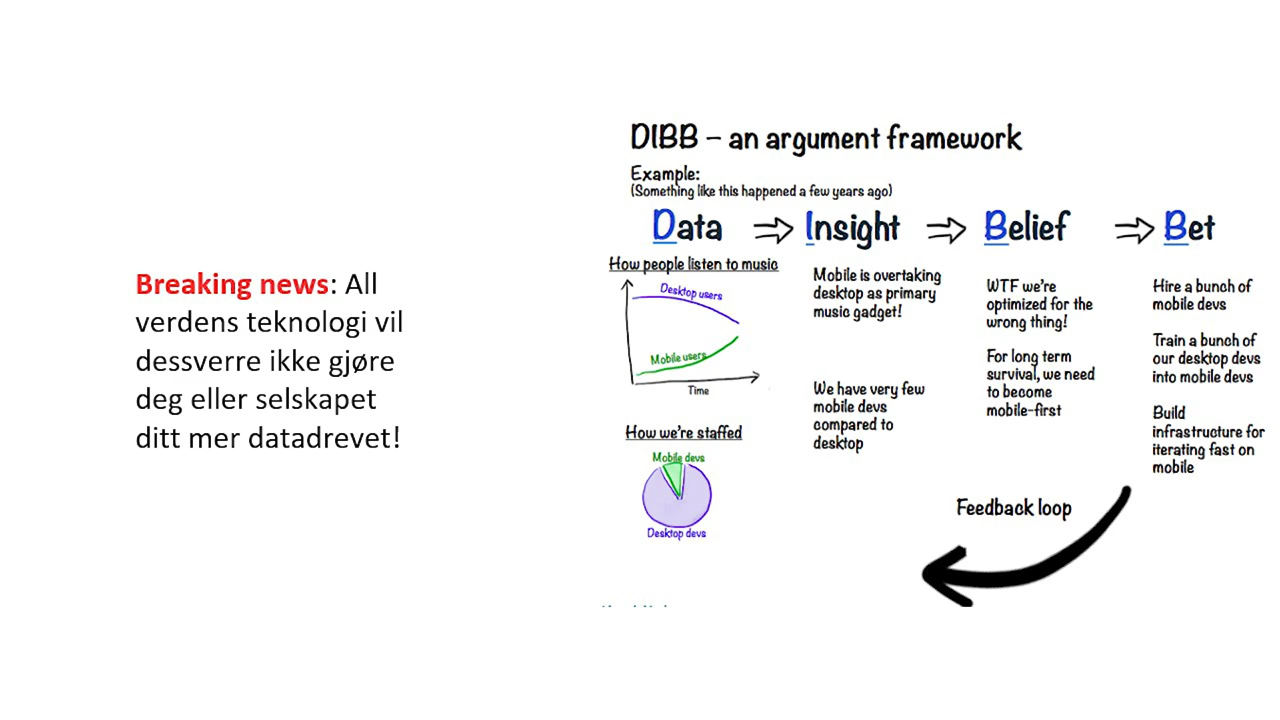 Breaking news: All
verdens teknologi vil
dessverre ikke gjøre
deg eller selskapet
ditt mer datadrevet!
DIBB – an argument framework
Example:
(Something like this happened a few years ago)
Data ⇒ Insight ⇒ Belief ⇒ Bet
How people listen to music
Desktop users
Mobile users
Time
How we're staffed
Mobile devs
Desktop devs
Mobile is overtaking
desktop as primary
music gadget!
We have very few
mobile devs
compared to
desktop
WTF we're
optimized for the
wrong thing!
For long term
survival, we need
to become
mobile-first
Hire a bunch of
mobile devs
Train a bunch of
our desktop devs
into mobile devs
Build
infrastructure for
iterating fast on
mobile
Feedback loop